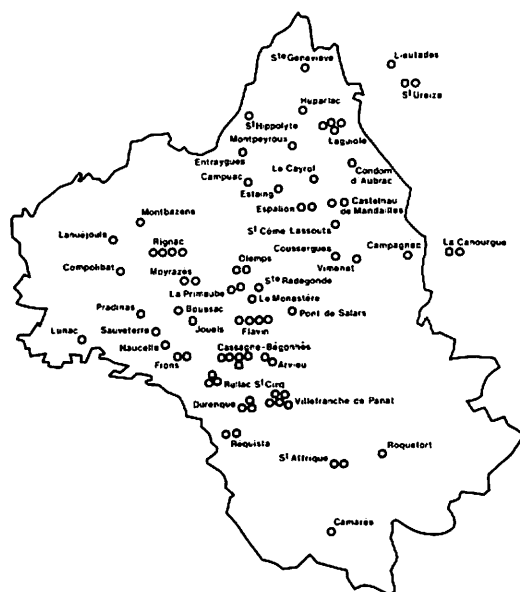 Ste Geneviève
Lieutades
St Urcize
Huparlac
St Hippolyte
Laguiole
Montpeyroux
Entraygues
Le Cayrol
Condom
d'Aubrac
Campuac
Estaing
Espalion
Castelnau
de Mandailles
Montbazens
St Côme Lassouts
Lanuéjouls
Rignac
Coussergues
Campagnac
La Canourgue
Vimenet
Olemps
Compolibat
Moyrazès
Ste Radegonde
La Primaube
Le Monastère
Pradinas
Boussac
Pont de Salars
Jouels
Flavin
Sauveterre
Lunac
Naucelle
Cassagne-Bégonhès
Frons
Arvieu
Rullac St Cirq
Durenque
Villefranche de Panat
Réquista
Roquefort
St Affrique
Camarès